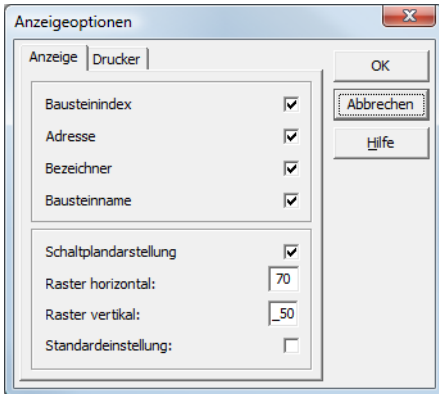 Anzeigeoptionen
Anzeige Drucker
OK
Abbrechen
Hilfe
Bausteinindex
Adresse
Bezeichner
Bausteinname
Schaltplandarstellung
Raster horizontal: 70
Raster vertikal: _50
Standardeinstellung: